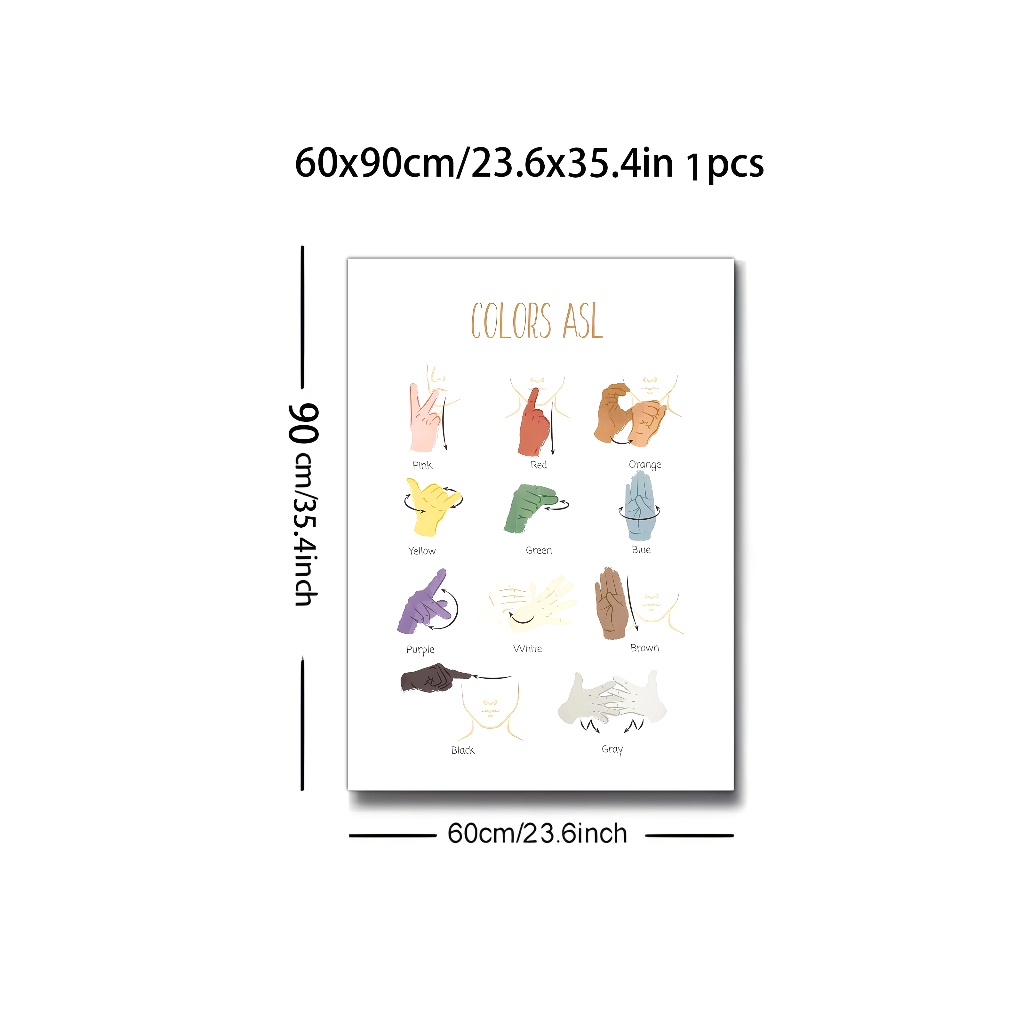 60x90cm/23.6x35.4in 1pcs
90 cm/35.4inch
COLORS ASL
Pink
Red
Orange
Yellow
Green
Blue
Purple
White
Brown
Black
Gray
60cm/23.6inch